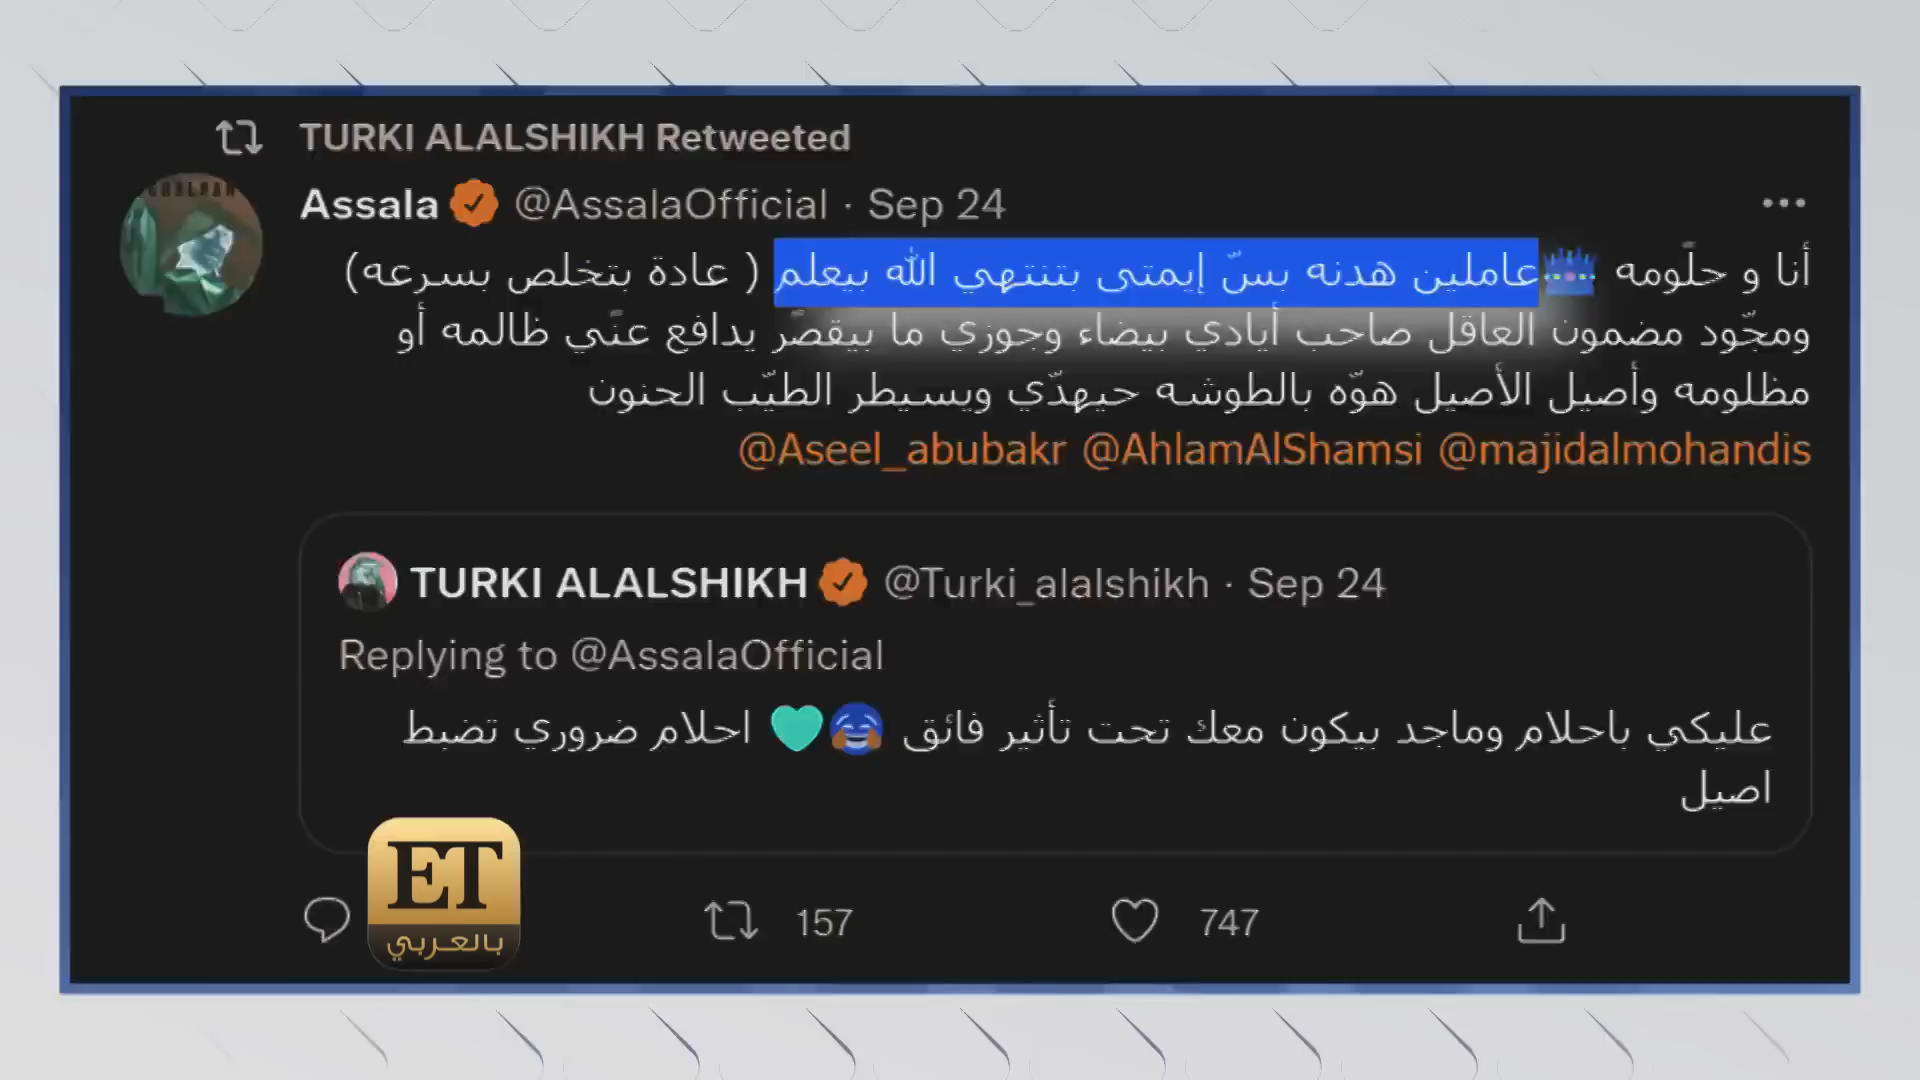 TURKI ALALSHIKH Retweeted
Assala @AssalaOfficial · Sep 24
أنا و حلّومه 👑عاملين هدنه بسّ إيمتى بتنتهي الله بيعلم ( عادة بتخلص بسرعه)
ومجّود مضمون العاقل صاحب أيادي بيضاء وجوزي ما بيقصّر يدافع عنّي ظالمه أو
مظلومه وأصيل الأصيل هوّه بالطوشه حيهدّي ويسيطر الطيّب الحنون
@Aseel_abubakr @AhlamAlShamsi @majidalmohandis
TURKI ALALSHIKH @Turki_alalshikh · Sep 24
Replying to @AssalaOfficial
عليكي باحلام وماجد بيكون معك تحت تأثير فائق 😂💚 احلام ضروري تضبط
اصيل
ET
بالعربي
157
747